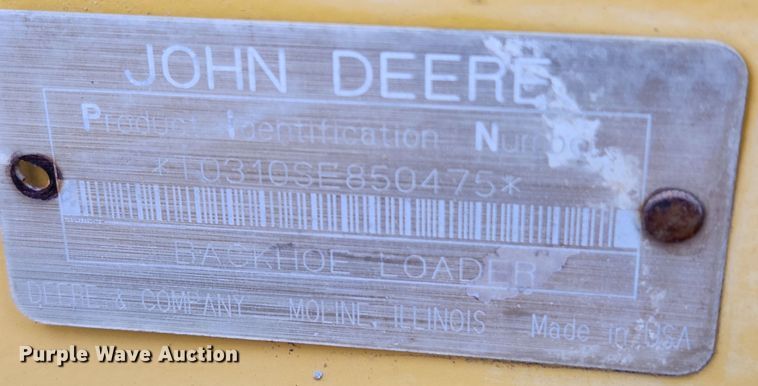 JOHN DEERE
Product Identification Number
*T0310SE850475*
BACKHOE LOADER
DEERE & COMPANY MOLINE, ILLINOIS Made in USA
Purple Wave Auction